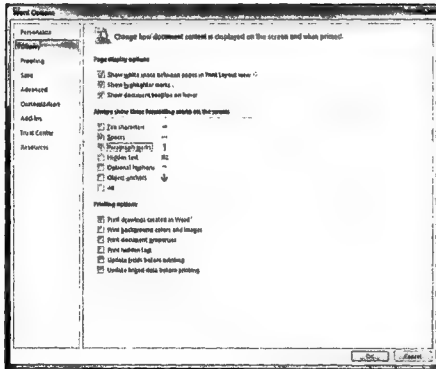 Word Options
Personalize
Display
Proofing
Save
Advanced
Customization
Add-Ins
Trust Center
Resources
Change how document content is displayed on the screen and when printed.
Page display options
Show white space between pages in Print Layout view
Show highlighter marks
Show document tooltips on hover
Always show these formatting marks on the screen
Tab characters →
Spaces ...
Paragraph marks ¶
Hidden text abc
Optional hyphens ¬
Object anchors ⚓
Printing options
Print drawings created in Word
Print background colors and images
Print document properties
Print hidden text
Update fields before printing
Update linked data before printing
OK
Cancel